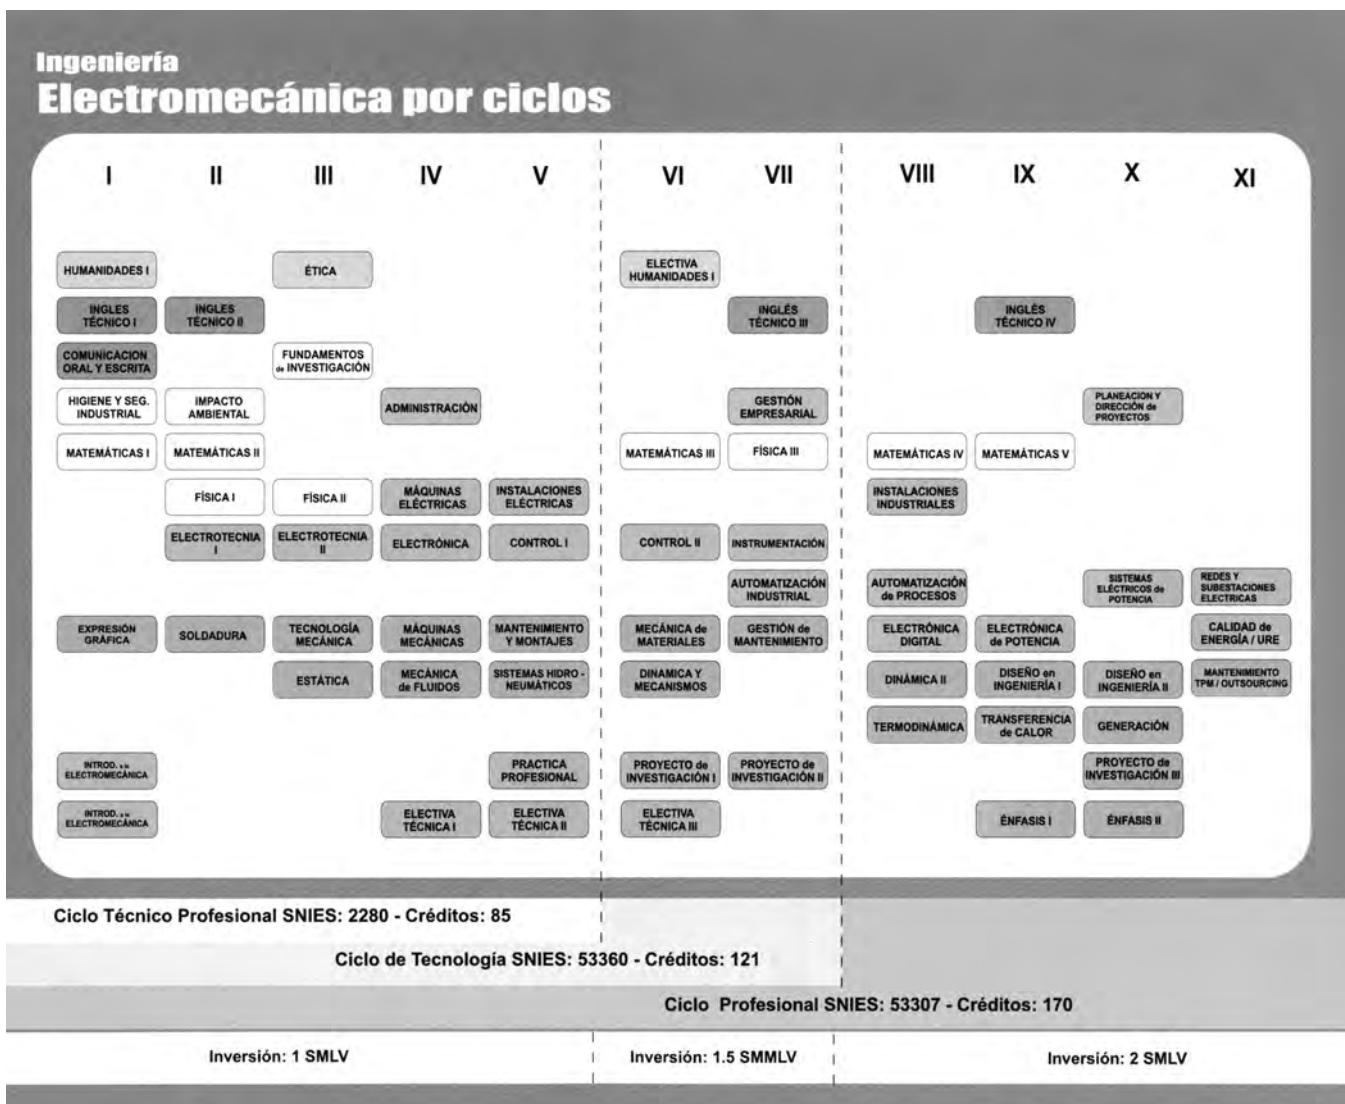 Ingeniería
Electromecánica por ciclos
I II III IV V VI VII VIII IX X XI
HUMANIDADES I
ÉTICA
ELECTIVA
HUMANIDADES I
INGLES
TÉCNICO I
INGLES
TÉCNICO II
INGLÉS
TÉCNICO III
INGLÉS
TÉCNICO IV
COMUNICACION
ORAL Y ESCRITA
FUNDAMENTOS
de INVESTIGACIÓN
HIGIENE Y SEG.
INDUSTRIAL
IMPACTO
AMBIENTAL
ADMINISTRACIÓN
GESTIÓN
EMPRESARIAL
PLANEACION Y
DIRECCIÓN de
PROYECTOS
MATEMÁTICAS I
MATEMÁTICAS II
MATEMÁTICAS III
FÍSICA III
MATEMÁTICAS IV
MATEMÁTICAS V
FÍSICA I
FÍSICA II
MÁQUINAS
ELÉCTRICAS
INSTALACIONES
ELÉCTRICAS
INSTALACIONES
INDUSTRIALES
ELECTROTECNIA
I
ELECTROTECNIA
II
ELECTRÓNICA
CONTROL I
CONTROL II
INSTRUMENTACIÓN
AUTOMATIZACIÓN
INDUSTRIAL
AUTOMATIZACIÓN
de PROCESOS
SISTEMAS
ELÉCTRICOS de
POTENCIA
REDES Y
SUBESTACIONES
ELECTRICAS
EXPRESIÓN
GRÁFICA
SOLDADURA
TECNOLOGÍA
MECÁNICA
MÁQUINAS
MECÁNICAS
MANTENIMIENTO
Y MONTAJES
MECÁNICA de
MATERIALES
GESTIÓN de
MANTENIMIENTO
ELECTRÓNICA
DIGITAL
ELECTRÓNICA
de POTENCIA
CALIDAD de
ENERGÍA / URE
ESTÁTICA
MECÁNICA
de FLUIDOS
SISTEMAS HIDRO -
NEUMÁTICOS
DINAMICA Y
MECANISMOS
DINÁMICA II
DISEÑO en
INGENIERÍA I
DISEÑO en
INGENIERÍA II
MANTENIMIENTO
TPM / OUTSOURCING
TERMODINÁMICA
TRANSFERENCIA
de CALOR
GENERACIÓN
INTROD. a la
ELECTROMECÁNICA
PRACTICA
PROFESIONAL
PROYECTO de
INVESTIGACIÓN I
PROYECTO de
INVESTIGACIÓN II
PROYECTO de
INVESTIGACIÓN III
INTROD. a la
ELECTROMECÁNICA
ELECTIVA
TÉCNICA I
ELECTIVA
TÉCNICA II
ELECTIVA
TÉCNICA III
ÉNFASIS I
ÉNFASIS II
Ciclo Técnico Profesional SNIES: 2280 - Créditos: 85
Ciclo de Tecnología SNIES: 53360 - Créditos: 121
Ciclo Profesional SNIES: 53307 - Créditos: 170
Inversión: 1 SMLV
Inversión: 1.5 SMMLV
Inversión: 2 SMLV